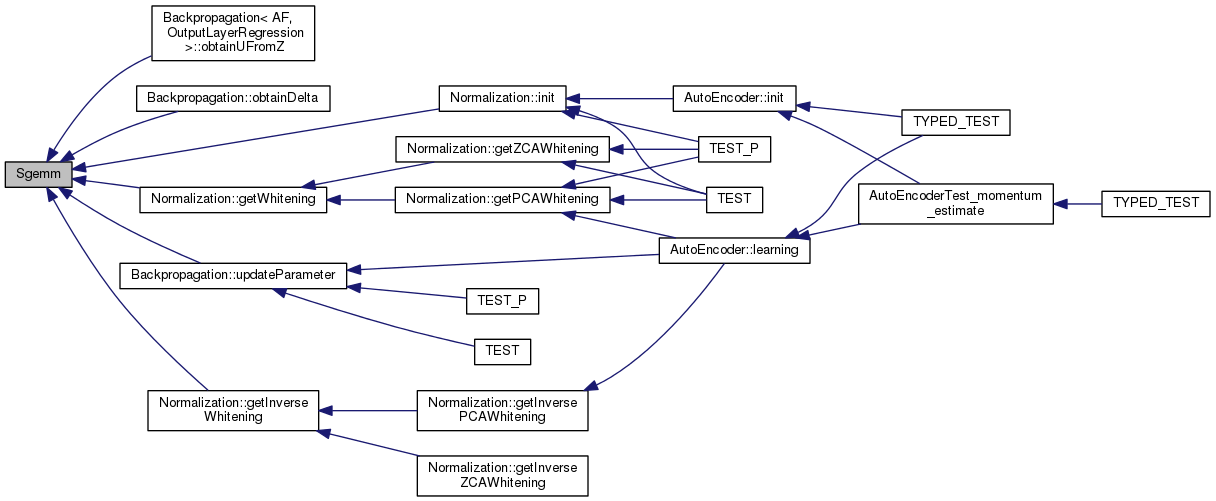 Backpropagation< AF,
OutputLayerRegression
>::obtainUFromZ
Backpropagation::obtainDelta
Normalization::init
AutoEncoder::init
TYPED_TEST
Normalization::getZCAWhitening
TEST_P
Sgemm
Normalization::getWhitening
Normalization::getPCAWhitening
TEST
AutoEncoderTest_momentum
_estimate
TYPED_TEST
AutoEncoder::learning
Backpropagation::updateParameter
TEST_P
TEST
Normalization::getInverse
Whitening
Normalization::getInverse
PCAWhitening
Normalization::getInverse
ZCAWhitening